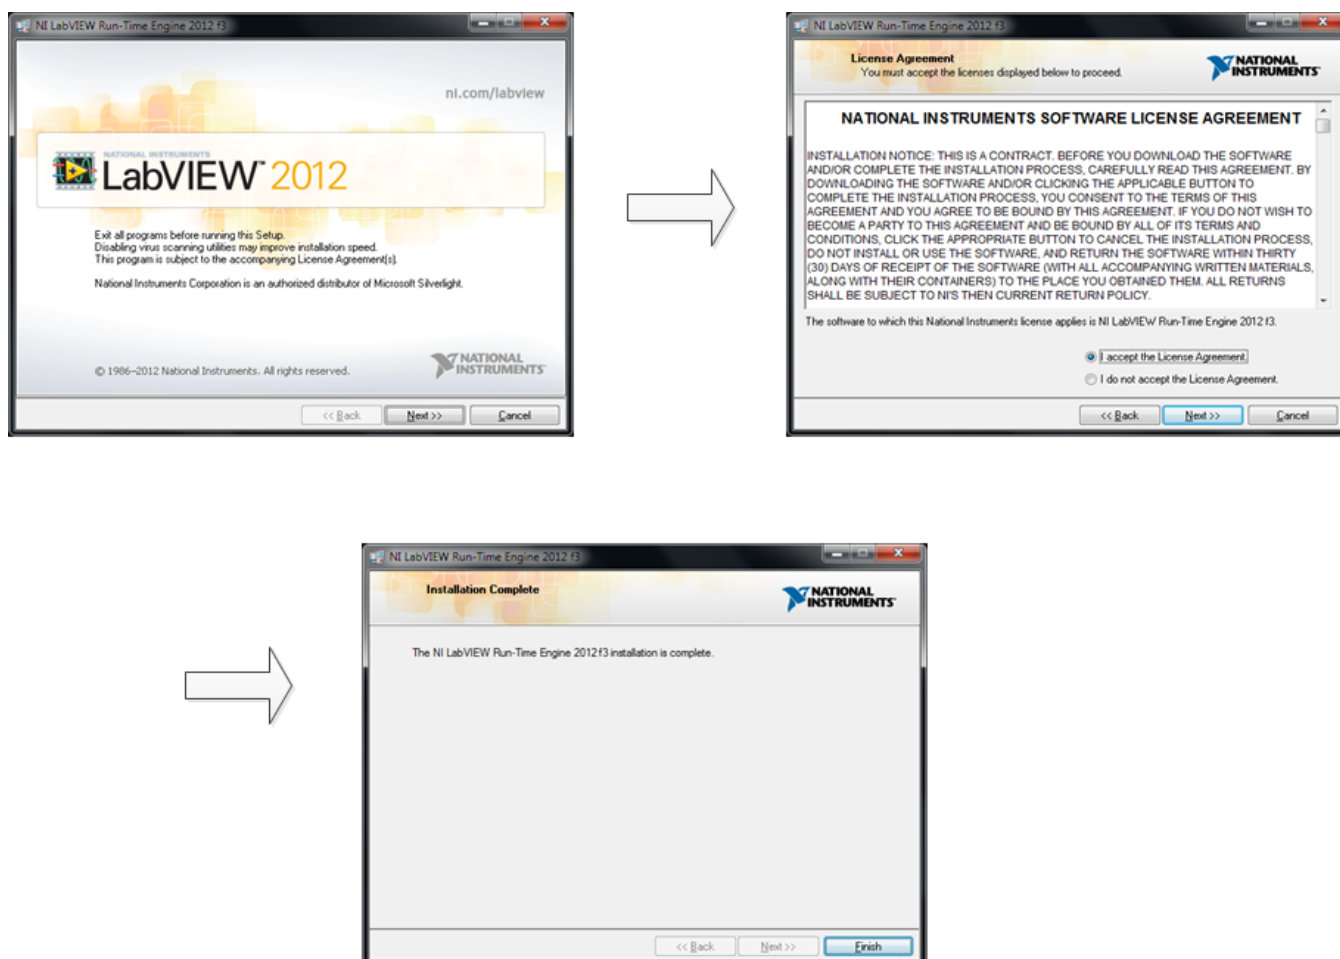 NI LabVIEW Run-Time Engine 2012 f3
ni.com/labview
NATIONAL INSTRUMENTS
LabVIEW™ 2012
Exit all programs before running this Setup.
Disabling virus scanning utilities may improve installation speed.
This program is subject to the accompanying License Agreement(s).
National Instruments Corporation is an authorized distributor of Microsoft Silverlight.
© 1986–2012 National Instruments. All rights reserved.
NATIONAL
INSTRUMENTS
<< Back Next >> Cancel
NI LabVIEW Run-Time Engine 2012 f3
License Agreement
You must accept the licenses displayed below to proceed.
NATIONAL
INSTRUMENTS
NATIONAL INSTRUMENTS SOFTWARE LICENSE AGREEMENT
INSTALLATION NOTICE: THIS IS A CONTRACT. BEFORE YOU DOWNLOAD THE SOFTWARE
AND/OR COMPLETE THE INSTALLATION PROCESS, CAREFULLY READ THIS AGREEMENT. BY
DOWNLOADING THE SOFTWARE AND/OR CLICKING THE APPLICABLE BUTTON TO
COMPLETE THE INSTALLATION PROCESS, YOU CONSENT TO THE TERMS OF THIS
AGREEMENT AND YOU AGREE TO BE BOUND BY THIS AGREEMENT. IF YOU DO NOT WISH TO
BECOME A PARTY TO THIS AGREEMENT AND BE BOUND BY ALL OF ITS TERMS AND
CONDITIONS, CLICK THE APPROPRIATE BUTTON TO CANCEL THE INSTALLATION PROCESS,
DO NOT INSTALL OR USE THE SOFTWARE, AND RETURN THE SOFTWARE WITHIN THIRTY
(30) DAYS OF RECEIPT OF THE SOFTWARE (WITH ALL ACCOMPANYING WRITTEN MATERIALS,
ALONG WITH THEIR CONTAINERS) TO THE PLACE YOU OBTAINED THEM. ALL RETURNS
SHALL BE SUBJECT TO NI'S THEN CURRENT RETURN POLICY.
The software to which this National Instruments license applies is NI LabVIEW Run-Time Engine 2012 f3.
I accept the License Agreement.
I do not accept the License Agreement.
<< Back Next >> Cancel
NI LabVIEW Run-Time Engine 2012 f3
Installation Complete
NATIONAL
INSTRUMENTS
The NI LabVIEW Run-Time Engine 2012 f3 installation is complete.
<< Back Next >> Finish